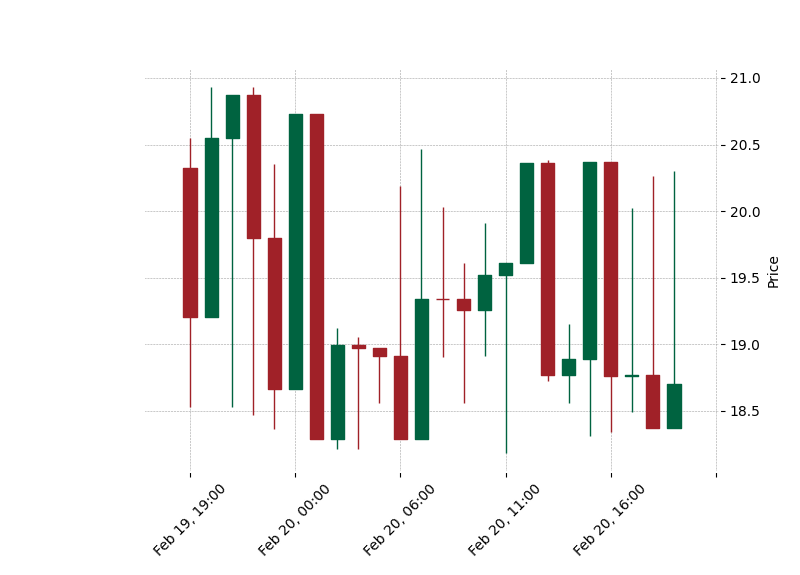 21.0
20.5
20.0
19.5
19.0
18.5
Price
Feb 19, 19:00
Feb 20, 00:00
Feb 20, 06:00
Feb 20, 11:00
Feb 20, 16:00